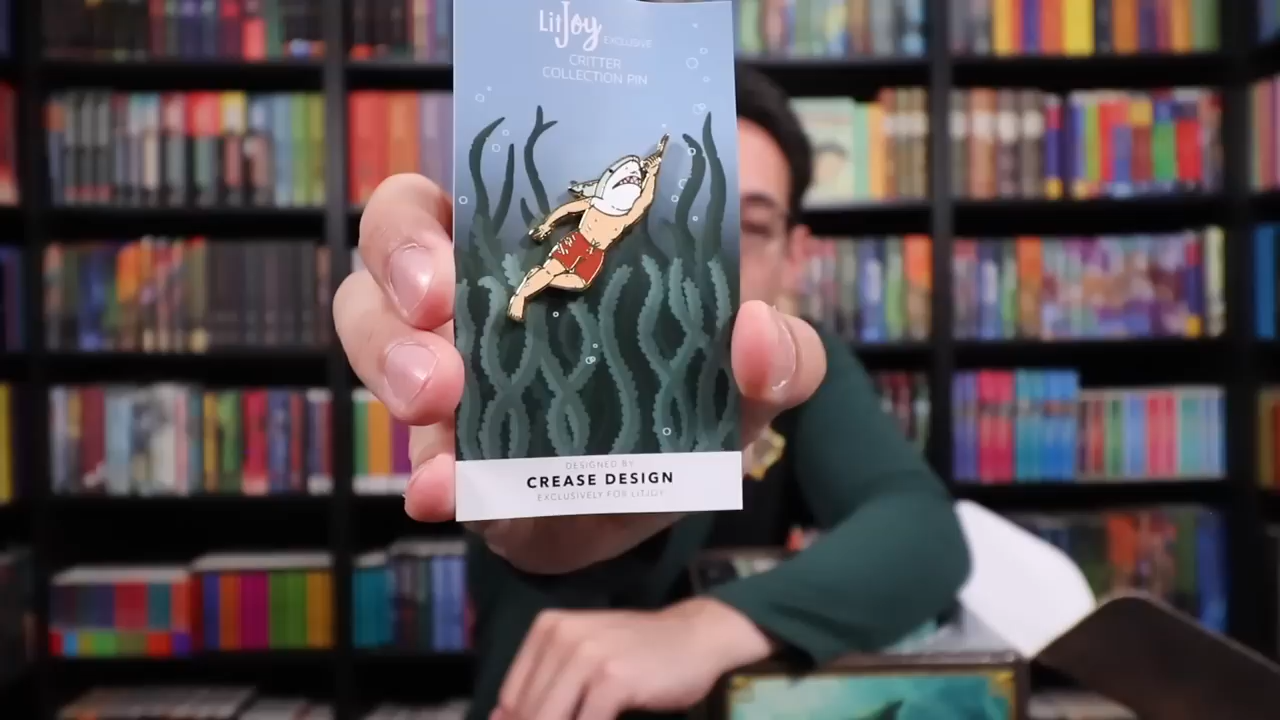 LitJoy EXCLUSIVE
CRITTER
COLLECTION PIN
DESIGNED BY
CREASE DESIGN
EXCLUSIVELY FOR LITJOY